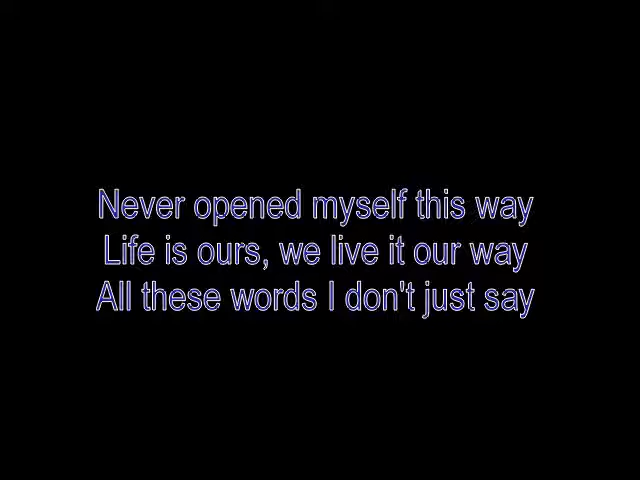 Never opened myself this way
Life is ours, we live it our way
All these words I don't just say